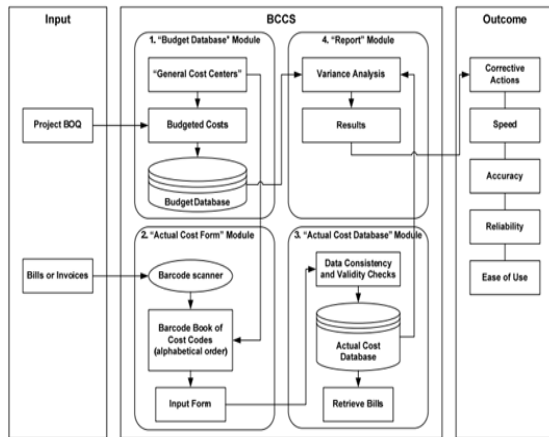 Input
BCCS
Outcome
1. "Budget Database" Module
"General Cost Centers"
Project BOQ
Budgeted Costs
Budget Database
4. "Report" Module
Variance Analysis
Results
Corrective
Actions
Speed
Accuracy
Reliability
Ease of Use
2. "Actual Cost Form" Module
Bills or Invoices
Barcode scanner
Barcode Book of
Cost Codes
(alphabetical order)
Input Form
3. "Actual Cost Database" Module
Data Consistency
and Validity Checks
Actual Cost
Database
Retrieve Bills